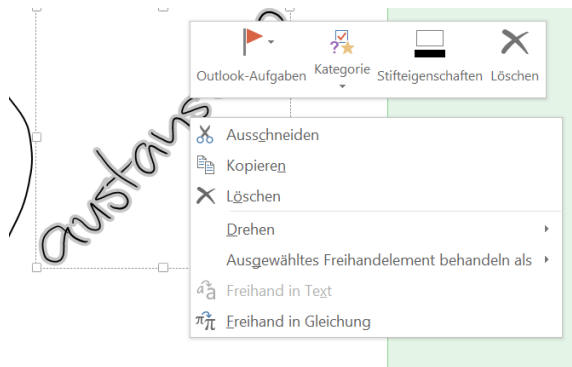 Outlook-Aufgaben Kategorie Stifteigenschaften Löschen
Ausschneiden
Kopieren
Löschen
Drehen
Ausgewähltes Freihandelement behandeln als
Freihand in Text
Freihand in Gleichung